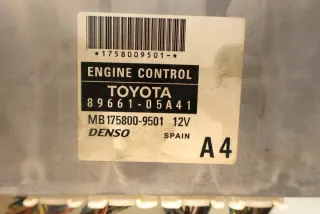 *1758009501-*
ENGINE CONTROL
TOYOTA
89661-05A41
MB175800-9501 12V
DENSO SPAIN A4